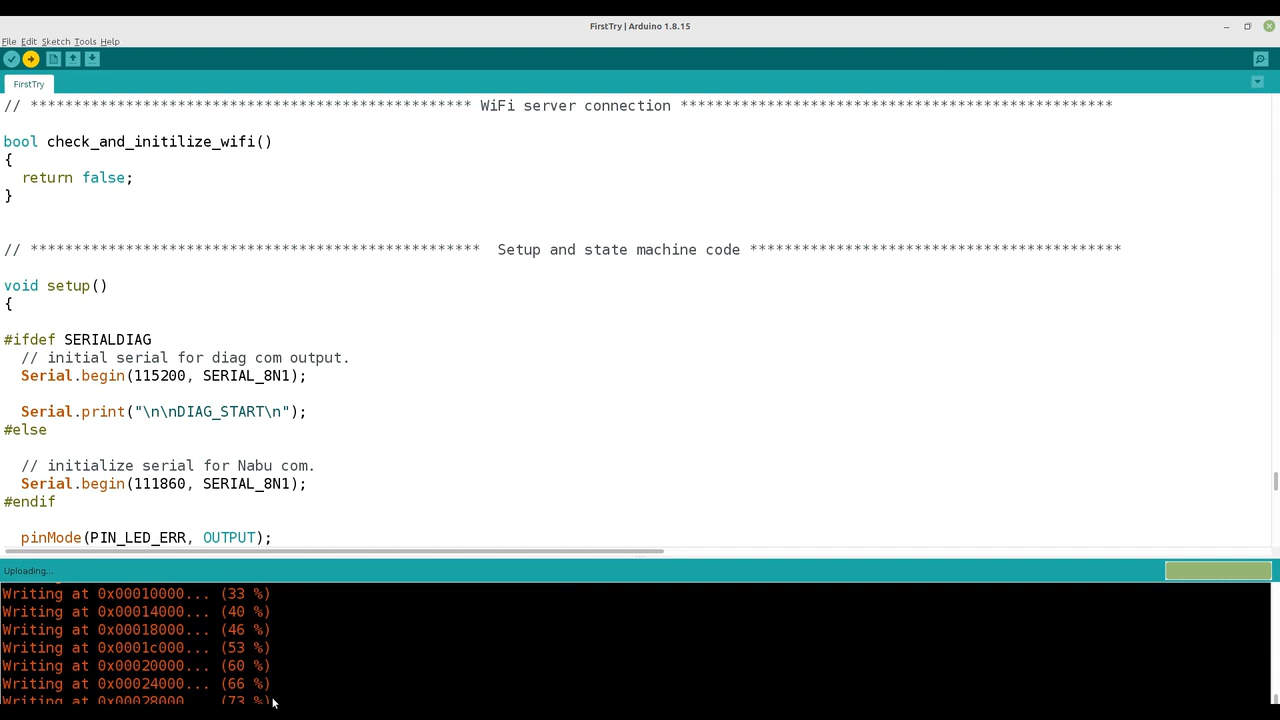 FirstTry | Arduino 1.8.15
File Edit Sketch Tools Help
FirstTry
// *************************************************** WiFi server connection **************************************************
bool check_and_initilize_wifi()
{
  return false;
}
// **************************************************** Setup and state machine code *******************************************
void setup()
{
#ifdef SERIALDIAG
  // initial serial for diag com output.
  Serial.begin(115200, SERIAL_8N1);
  Serial.print("\n\nDIAG_START\n");
#else
  // initialize serial for Nabu com.
  Serial.begin(111860, SERIAL_8N1);
#endif
  pinMode(PIN_LED_ERR, OUTPUT);
Uploading...
Writing at 0x00010000... (33 %)
Writing at 0x00014000... (40 %)
Writing at 0x00018000... (46 %)
Writing at 0x0001c000... (53 %)
Writing at 0x00020000... (60 %)
Writing at 0x00024000... (66 %)
Writing at 0x00028000... (73 %)